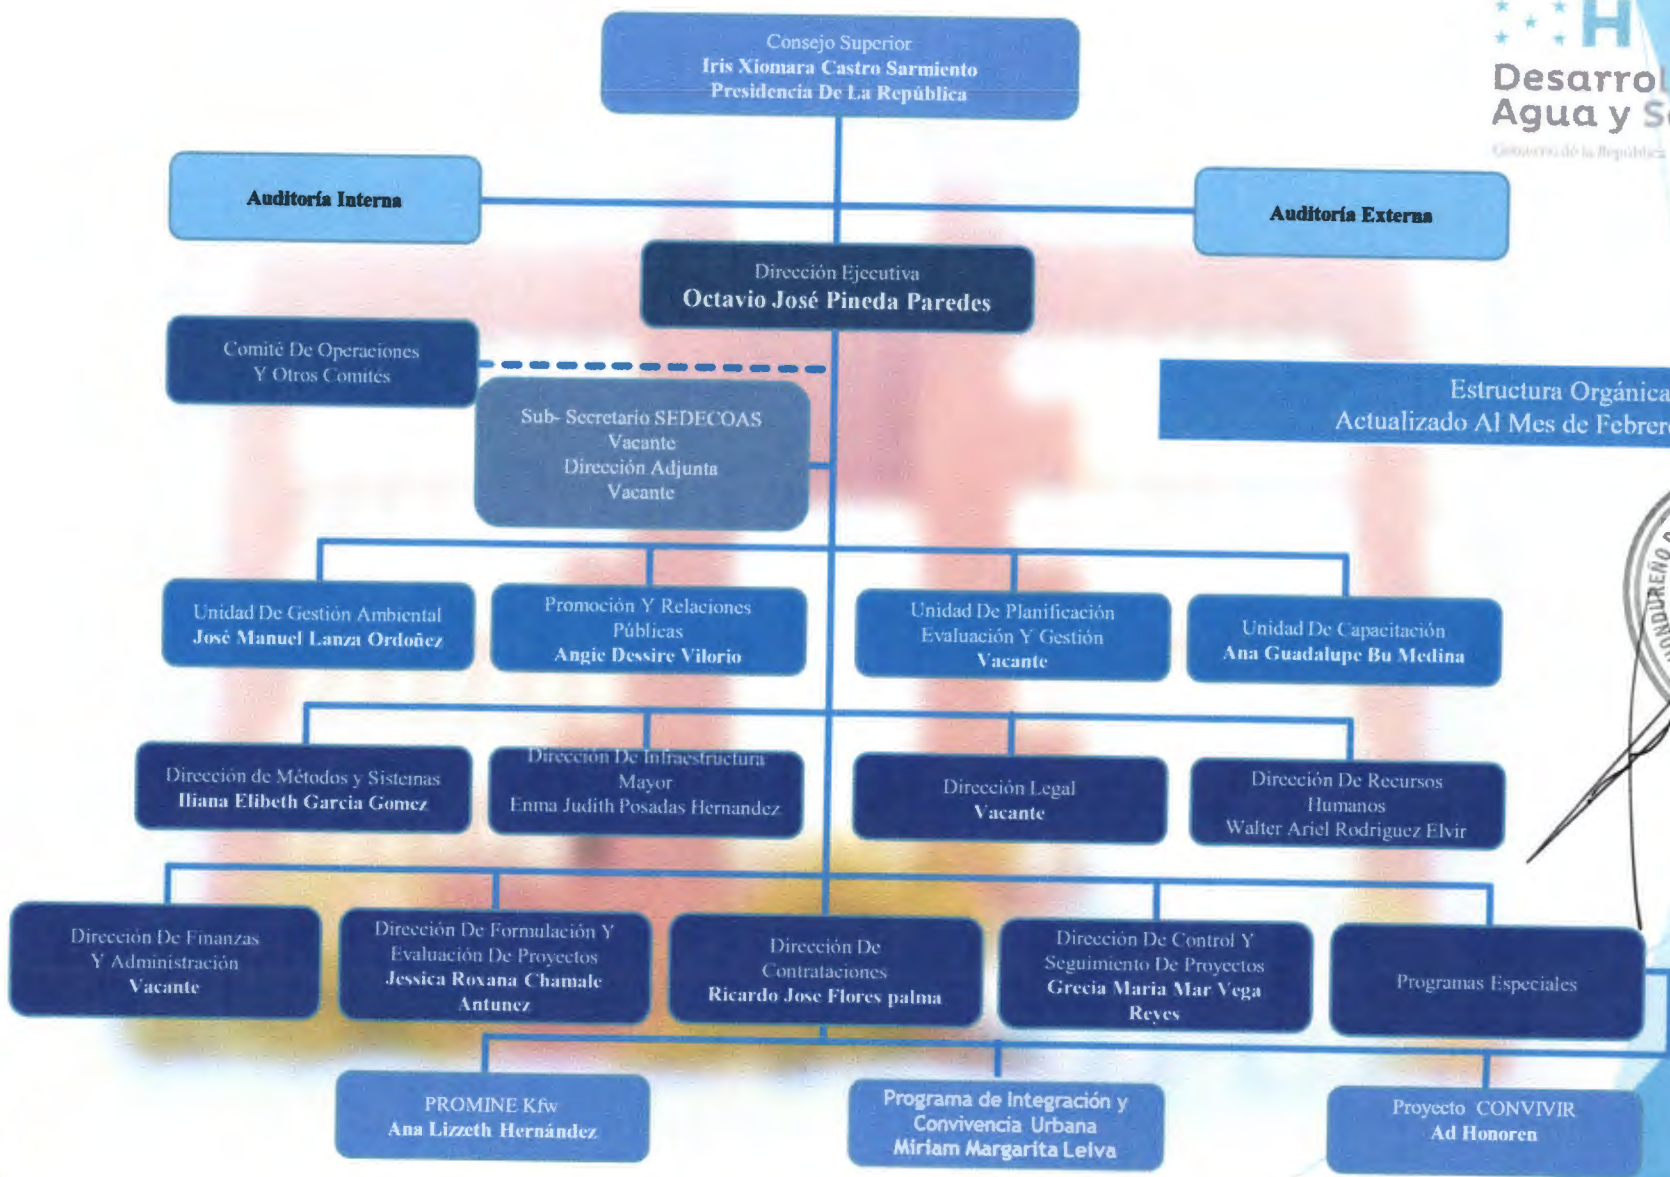 Consejo Superior
Iris Xiomara Castro Sarmiento
Presidencia De La República
H
Desarrol
Agua y S
Gobierno de la República
Auditoría Interna
Auditoría Externa
Dirección Ejecutiva
Octavio José Pineda Paredes
Comité De Operaciones
Y Otros Comités
Sub- Secretario SEDECOAS
Vacante
Dirección Adjunta
Vacante
Estructura Orgánica
Actualizado Al Mes de Febrer
HONDUREÑO D
Unidad De Gestión Ambiental
José Manuel Lanza Ordoñez
Promoción Y Relaciones
Públicas
Angie Dessire Vilorio
Unidad De Planificación
Evaluación Y Gestión
Vacante
Unidad De Capacitación
Ana Guadalupe Bu Medina
Dirección de Métodos y Sistemas
Iliana Elibeth Garcia Gomez
Dirección De Infraestructura
Mayor
Enma Judith Posadas Hernandez
Dirección Legal
Vacante
Dirección De Recursos
Humanos
Walter Ariel Rodriguez Elvir
Dirección De Finanzas
Y Administración
Vacante
Dirección De Formulación Y
Evaluación De Proyectos
Jessica Roxana Chamale
Antunez
Dirección De
Contrataciones
Ricardo Jose Flores palma
Dirección De Control Y
Seguimiento De Proyectos
Grecia Maria Mar Vega
Reyes
Programas Especiales
PROMINE Kfw
Ana Lizzeth Hernández
Programa de Integración y
Convivencia Urbana
Miriam Margarita Leiva
Proyecto CONVIVIR
Ad Honoren